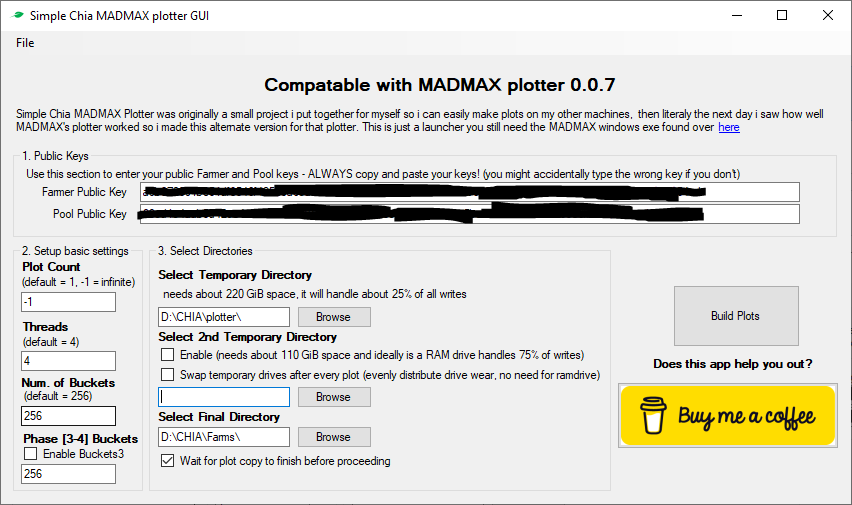 Simple Chia MADMAX plotter GUI
File
Compatable with MADMAX plotter 0.0.7
Simple Chia MADMAX Plotter was originally a small project i put together for myself so i can easily make plots on my other machines, then literaly the next day i saw how well
MADMAX's plotter worked so i made this alternate version for that plotter. This is just a launcher you still need the MADMAX windows exe found over here
1. Public Keys
Use this section to enter your public Farmer and Pool keys - ALWAYS copy and paste your keys! (you might accidentally type the wrong key if you don't)
Farmer Public Key
Pool Public Key
2. Setup basic settings
Plot Count
(default = 1, -1 = infinite)
-1
Threads
(default = 4)
4
Num. of Buckets
(default = 256)
256
Phase [3-4] Buckets
Enable Buckets3
256
3. Select Directories
Select Temporary Directory
needs about 220 GiB space, it will handle about 25% of all writes
D:\CHIA\plotter\
Browse
Select 2nd Temporary Directory
Enable (needs about 110 GiB space and ideally is a RAM drive handles 75% of writes)
Swap temporary drives after every plot (evenly distribute drive wear, no need for ramdrive)
Browse
Select Final Directory
D:\CHIA\Farms\
Browse
Wait for plot copy to finish before proceeding
Build Plots
Does this app help you out?
Buy me a coffee